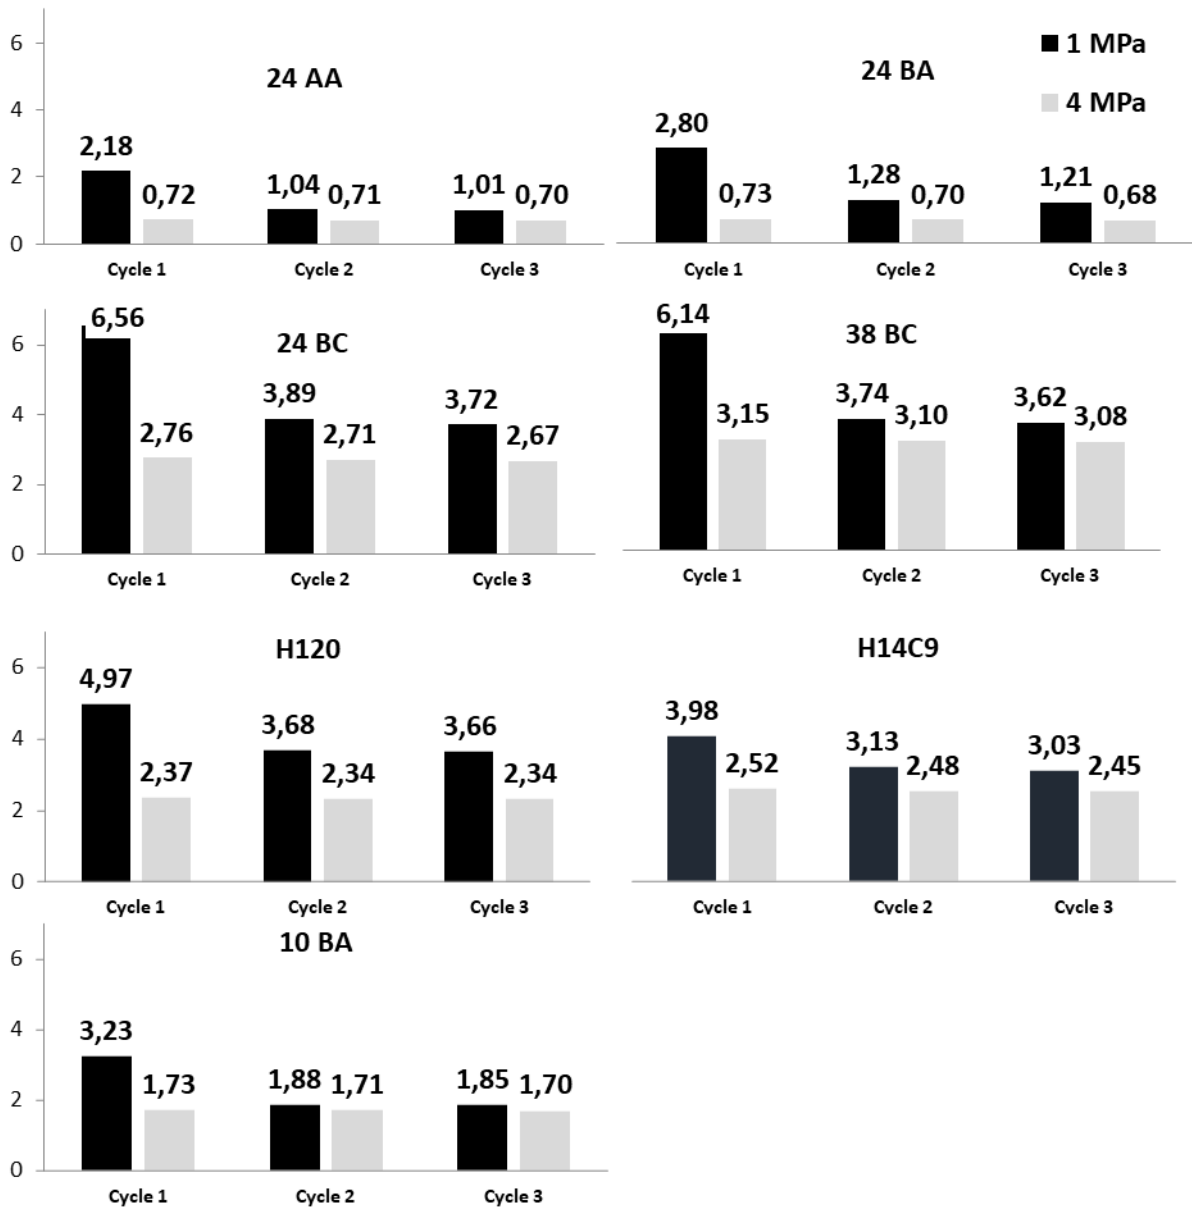 6
4
2
0
24 AA
2,18
0,72
1,04
0,71
1,01
0,70
Cycle 1
Cycle 2
Cycle 3
1 MPa
4 MPa
24 BA
2,80
0,73
1,28
0,70
1,21
0,68
Cycle 1
Cycle 2
Cycle 3
6
4
2
0
24 BC
6,56
2,76
3,89
2,71
3,72
2,67
Cycle 1
Cycle 2
Cycle 3
38 BC
6,14
3,15
3,74
3,10
3,62
3,08
Cycle 1
Cycle 2
Cycle 3
6
4
2
0
H120
4,97
2,37
3,68
2,34
3,66
2,34
Cycle 1
Cycle 2
Cycle 3
H14C9
3,98
2,52
3,13
2,48
3,03
2,45
Cycle 1
Cycle 2
Cycle 3
6
4
2
0
10 BA
3,23
1,73
1,88
1,71
1,85
1,70
Cycle 1
Cycle 2
Cycle 3